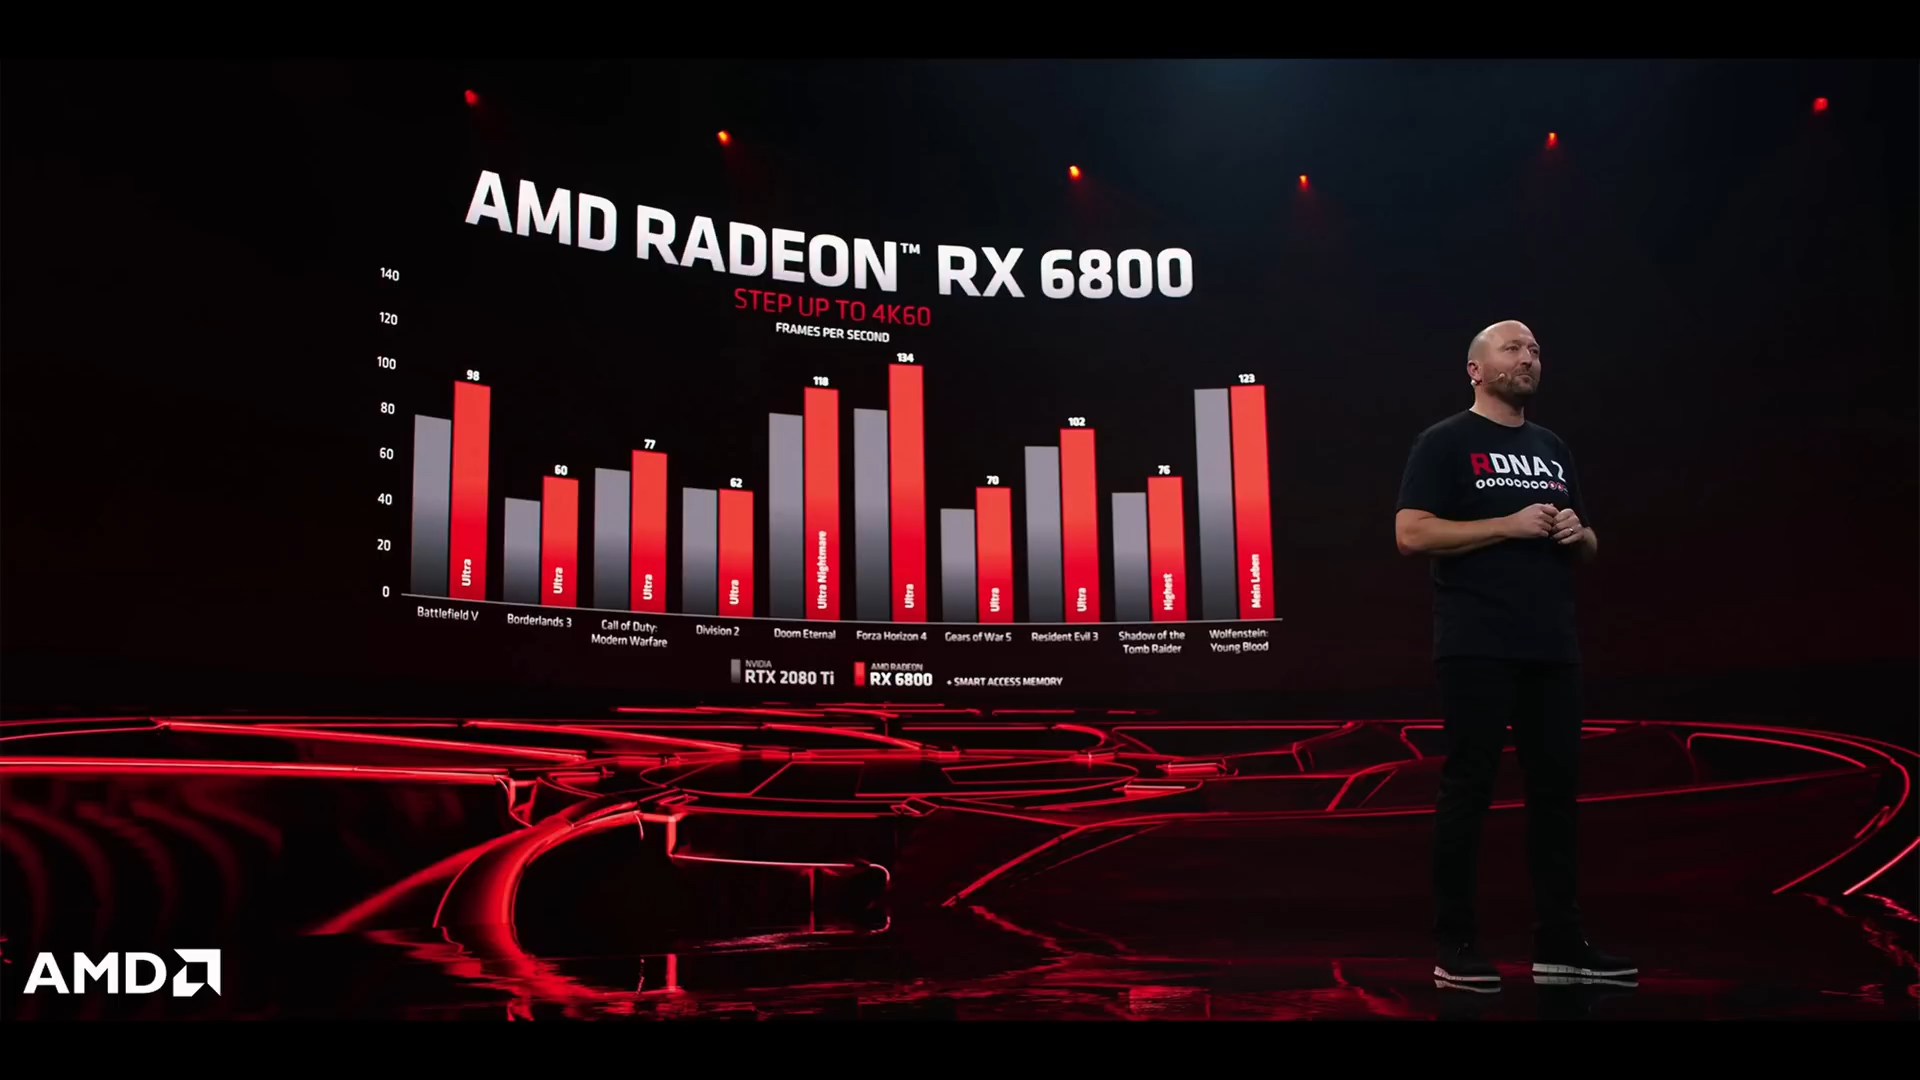 AMD RADEON™ RX 6800
STEP UP TO 4K60
FRAMES PER SECOND
140
120
100
80
60
40
20
0
98
60
77
62
118
134
70
102
76
123
Ultra
Ultra
Ultra
Ultra
Ultra Nightmare
Ultra
Ultra
Ultra
Highest
Mein Leben
Battlefield V
Borderlands 3
Call of Duty:
Modern Warfare
Division 2
Doom Eternal
Forza Horizon 4
Gears of War 5
Resident Evil 3
Shadow of the
Tomb Raider
Wolfenstein:
Young Blood
NVIDIA
RTX 2080 Ti
AMD RADEON
RX 6800
+ SMART ACCESS MEMORY
RDNA 2
AMD